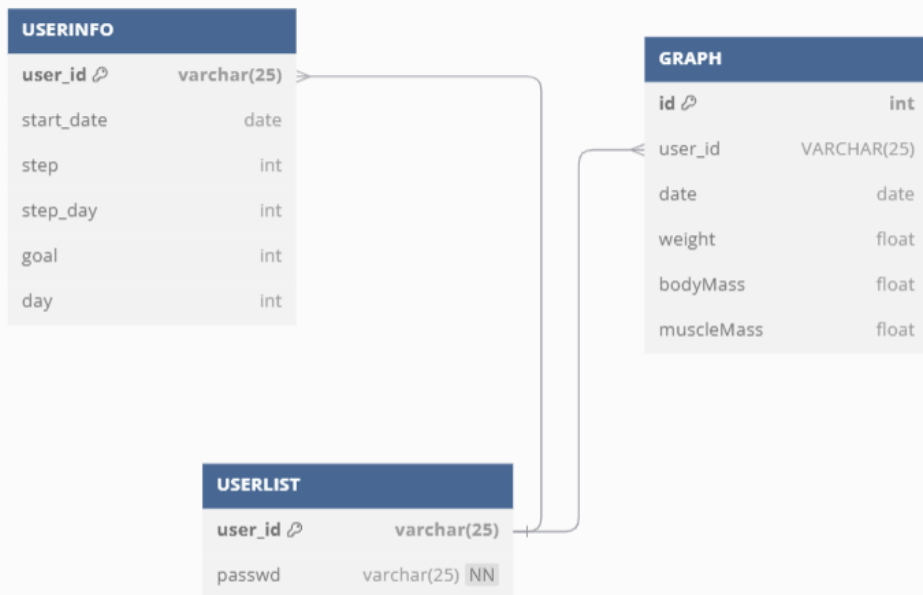 USERINFO
user_id varchar(25)
start_date date
step int
step_day int
goal int
day int
GRAPH
id int
user_id VARCHAR(25)
date date
weight float
bodyMass float
muscleMass float
USERLIST
user_id varchar(25)
passwd varchar(25) NN